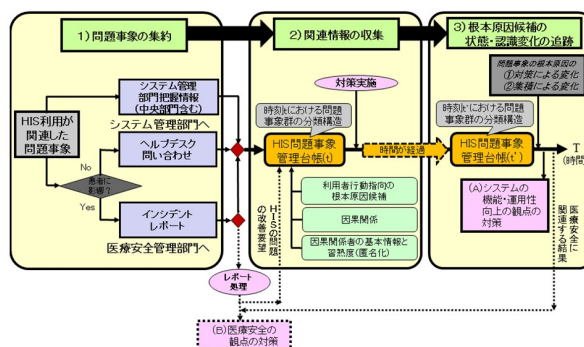 1)問題事象の集約
2)関連情報の収集
3)根本原因候補の
状態・認識変化の追跡
HIS利用が
関連した
問題事象
システム管理
部門把握情報
(中央部門含む)
システム管理部門へ
ヘルプデスク
問い合わせ
No
患者に
影響?
Yes
インシデント
レポート
医療安全管理部門へ
レポート
処理
(B)医療安全の
観点の対策
HISの問題
の改善要望
対策実施
時刻tにおける問題
事象群の分類構造
HIS問題事象
管理台帳(t)
利用者行動指向の
根本原因候補
因果関係
因果関係者の基本情報と
習熟度(匿名化)
時間が経過
問題事象の根本原因の
①対策による変化
②業種による変化
時刻t'における問題
事象群の分類構造
HIS問題事象
管理台帳(t')
T
(時間)
(A)システムの
機能・運用性
向上の観点の
対策
医療安全に
関連する結果